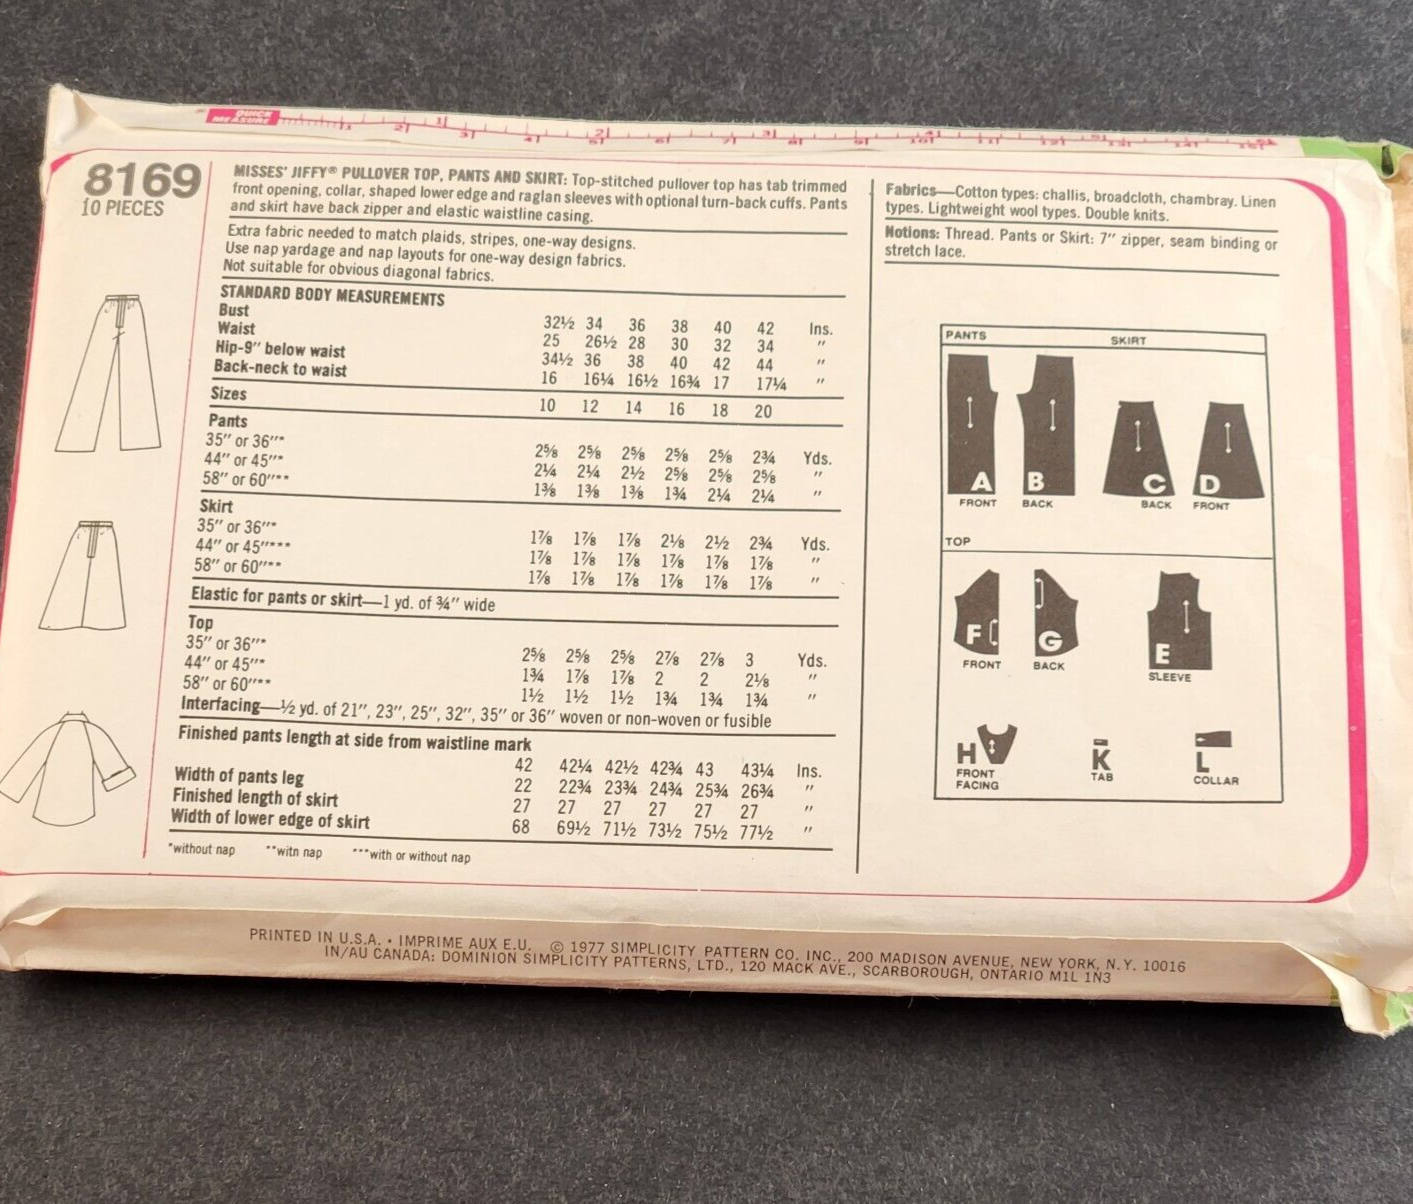 QUICK
MEASURE
8169
10 PIECES
MISSES' JIFFY® PULLOVER TOP, PANTS AND SKIRT: Top-stitched pullover top has tab trimmed
front opening, collar, shaped lower edge and raglan sleeves with optional turn-back cuffs. Pants
and skirt have back zipper and elastic waistline casing.
Extra fabric needed to match plaids, stripes, one-way designs.
Use nap yardage and nap layouts for one-way design fabrics.
Not suitable for obvious diagonal fabrics.
STANDARD BODY MEASUREMENTS
Bust 32½ 34 36 38 40 42 Ins.
Waist 25 26½ 28 30 32 34 ″
Hip-9″ below waist 34½ 36 38 40 42 44 ″
Back-neck to waist 16 16¼ 16½ 16¾ 17 17¼ ″
Sizes 10 12 14 16 18 20
Pants
35″ or 36″* 2⅝ 2⅝ 2⅝ 2⅝ 2⅝ 2¾ Yds.
44″ or 45″* 2¼ 2¼ 2½ 2⅝ 2⅝ 2⅝ ″
58″ or 60″** 1⅜ 1⅜ 1⅜ 1¾ 2¼ 2¼ ″
Skirt
35″ or 36″* 1⅞ 1⅞ 1⅞ 2⅛ 2½ 2¾ Yds.
44″ or 45″*** 1⅞ 1⅞ 1⅞ 1⅞ 1⅞ 1⅞ ″
58″ or 60″** 1⅞ 1⅞ 1⅞ 1⅞ 1⅞ 1⅞ ″
Elastic for pants or skirt—1 yd. of ¾″ wide
Top
35″ or 36″* 2⅝ 2⅝ 2⅝ 2⅞ 2⅞ 3 Yds.
44″ or 45″* 1¾ 1⅞ 1⅞ 2 2 2⅛ ″
58″ or 60″** 1½ 1½ 1½ 1¾ 1¾ 1¾ ″
Interfacing—½ yd. of 21″, 23″, 25″, 32″, 35″ or 36″ woven or non-woven or fusible
Finished pants length at side from waistline mark
42 42¼ 42½ 42¾ 43 43¼ Ins.
Width of pants leg 22 22¾ 23¾ 24¾ 25¾ 26¾ ″
Finished length of skirt 27 27 27 27 27 27 ″
Width of lower edge of skirt 68 69½ 71½ 73½ 75½ 77½ ″
*without nap **witn nap ***with or without nap
Fabrics—Cotton types: challis, broadcloth, chambray. Linen
types. Lightweight wool types. Double knits.
Notions: Thread. Pants or Skirt: 7″ zipper, seam binding or
stretch lace.
PANTS SKIRT
A B C D
FRONT BACK BACK FRONT
TOP
F G E
FRONT BACK SLEEVE
H K L
FRONT
FACING
TAB
COLLAR
PRINTED IN U.S.A. • IMPRIME AUX E.U. © 1977 SIMPLICITY PATTERN CO. INC., 200 MADISON AVENUE, NEW YORK, N.Y. 10016
IN/AU CANADA: DOMINION SIMPLICITY PATTERNS, LTD., 120 MACK AVE., SCARBOROUGH, ONTARIO M1L 1N3